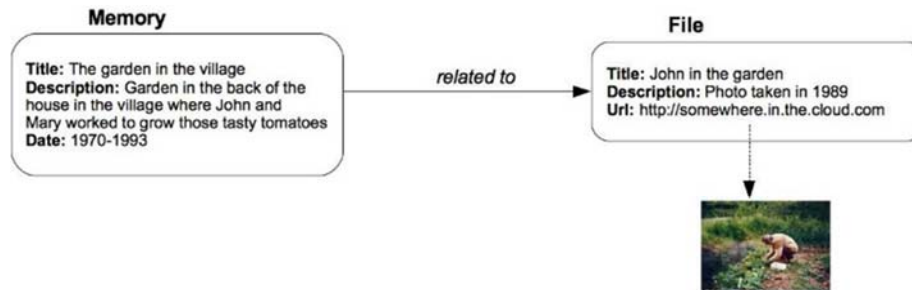 Memory
Title: The garden in the village
Description: Garden in the back of the
house in the village where John and
Mary worked to grow those tasty tomatoes
Date: 1970-1993
related to
File
Title: John in the garden
Description: Photo taken in 1989
Url: http://somewhere.in.the.cloud.com